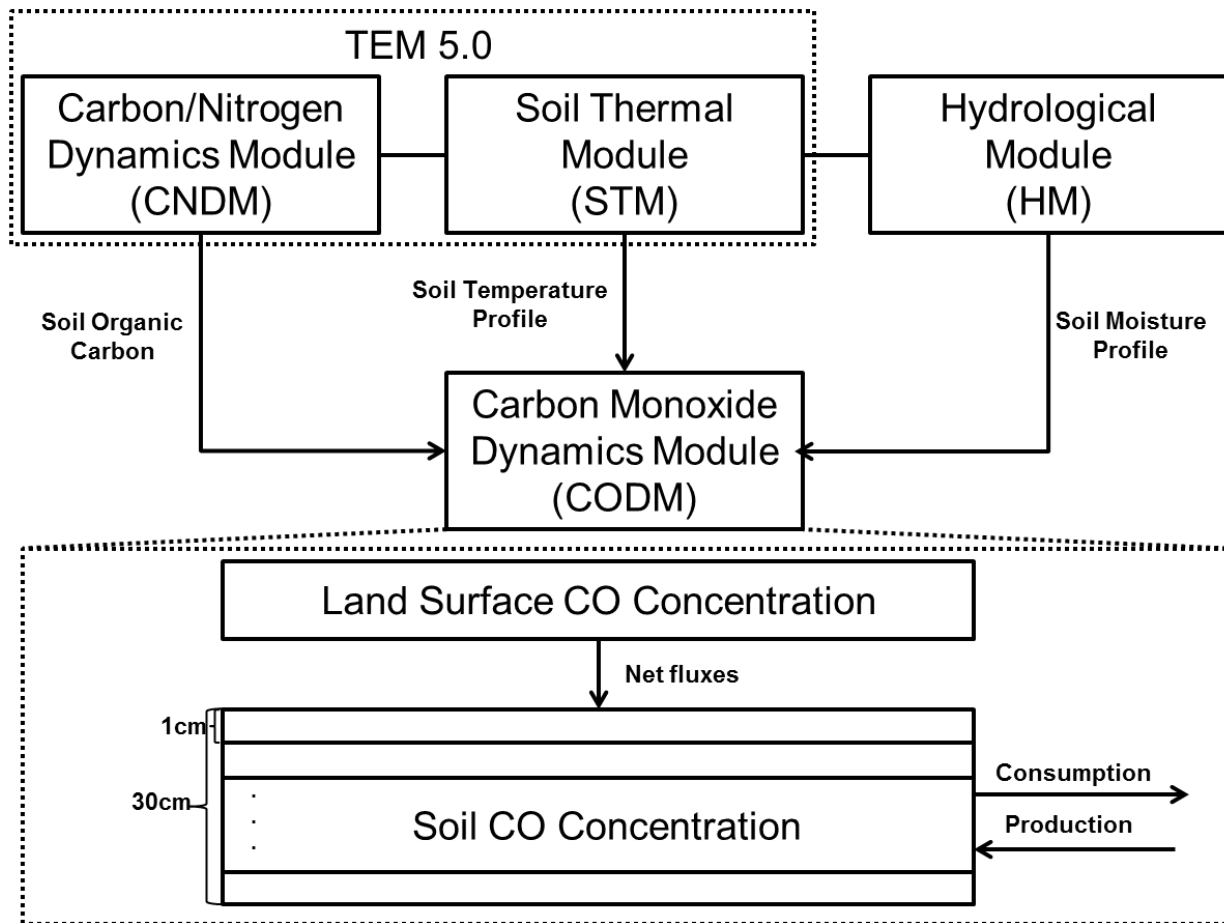 TEM 5.0
Carbon/Nitrogen
Dynamics Module
(CNDM)
Soil Thermal
Module
(STM)
Hydrological
Module
(HM)
Soil Organic
Carbon
Soil Temperature
Profile
Soil Moisture
Profile
Carbon Monoxide
Dynamics Module
(CODM)
Land Surface CO Concentration
Net fluxes
1cm
30cm
Soil CO Concentration
Consumption
Production